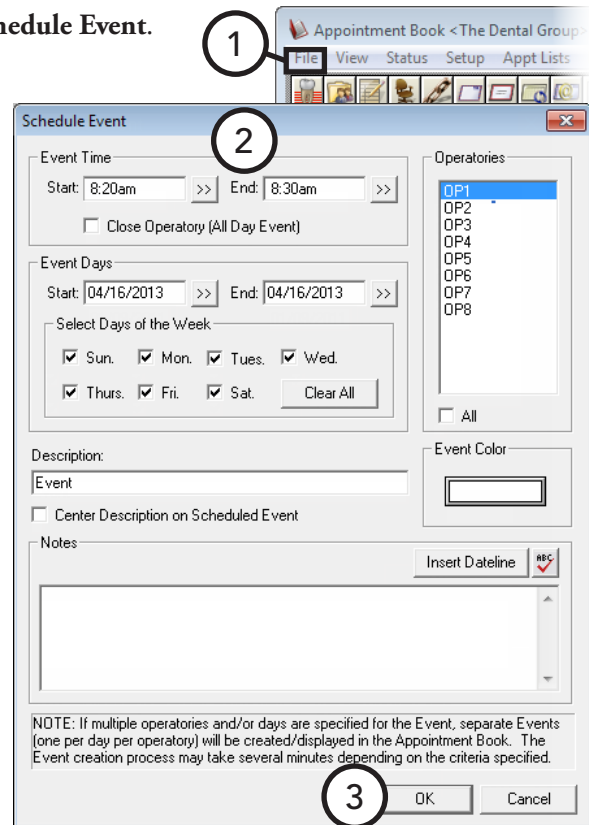 hedule Event.
1
Appointment Book <The Dental Group>
File View Status Setup Appt Lists
Schedule Event
2
Event Time
Start: 8:20am >> End: 8:30am >>
Close Operatory (All Day Event)
Operatories
OP1
OP2
OP3
OP4
OP5
OP6
OP7
OP8
All
Event Days
Start: 04/16/2013 >> End: 04/16/2013 >>
Select Days of the Week
Sun. Mon. Tues. Wed.
Thurs. Fri. Sat. Clear All
Description:
Event
Center Description on Scheduled Event
Event Color
Notes
Insert Dateline ABC
NOTE: If multiple operatories and/or days are specified for the Event, separate Events
(one per day per operatory) will be created/displayed in the Appointment Book. The
Event creation process may take several minutes depending on the criteria specified.
3
OK Cancel